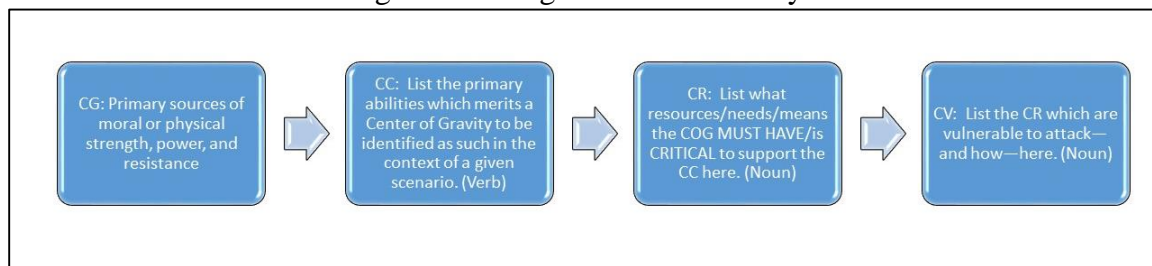 CG: Primary sources of
moral or physical
strength, power, and
resistance
CC: List the primary
abilities which merits a
Center of Gravity to be
identified as such in the
context of a given
scenario. (Verb)
CR: List what
resources/needs/means
the COG MUST HAVE/is
CRITICAL to support the
CC here. (Noun)
CV: List the CR which are
vulnerable to attack—
and how—here. (Noun)